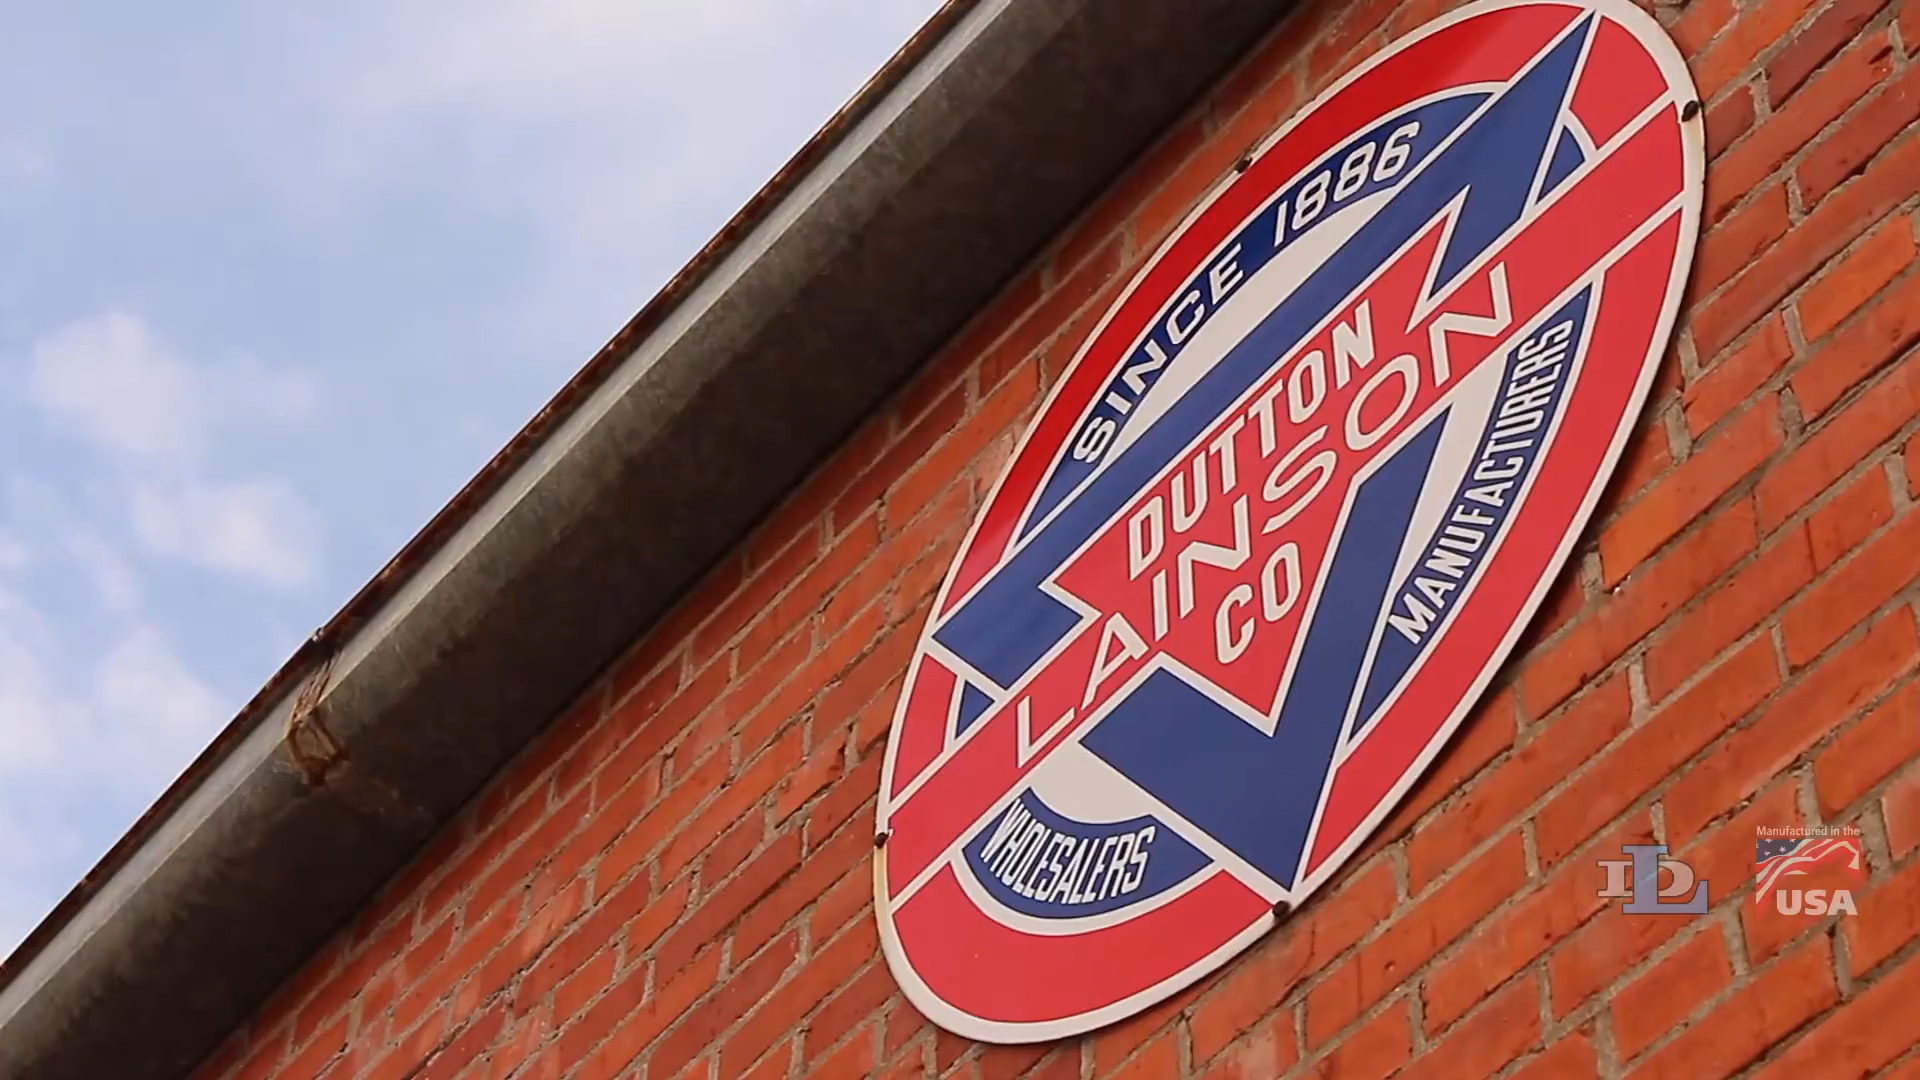 SINCE 1886
DUTTON
LAINSON
CO
MANUFACTURERS
WHOLESALERS
DL
Manufactured in the
USA